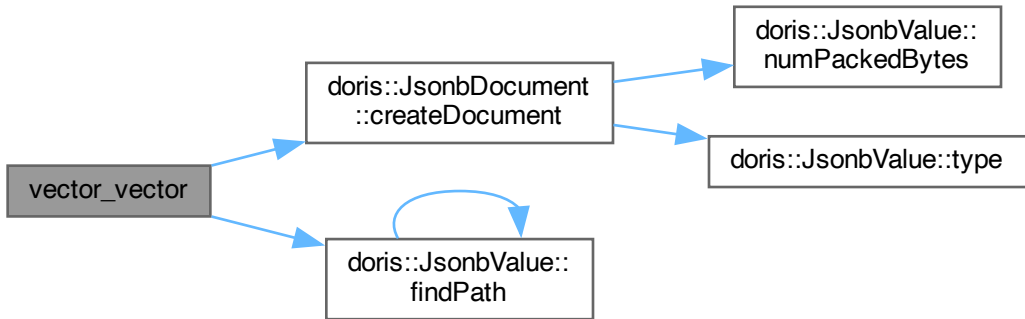 vector_vector
doris::JsonbDocument
::createDocument
doris::JsonbValue::
numPackedBytes
doris::JsonbValue::type
doris::JsonbValue::
findPath